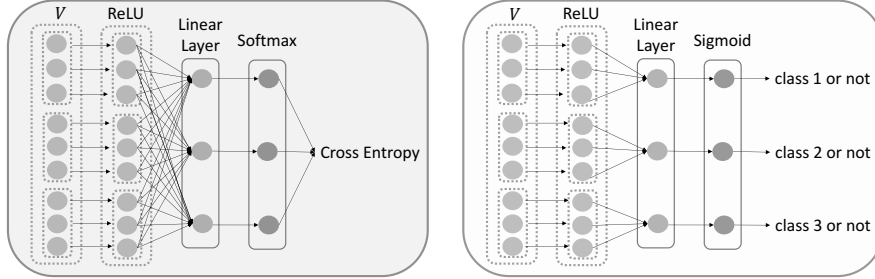 V
ReLU
Linear
Layer
Softmax
Cross Entropy
V
ReLU
Linear
Layer
Sigmoid
class 1 or not
class 2 or not
class 3 or not